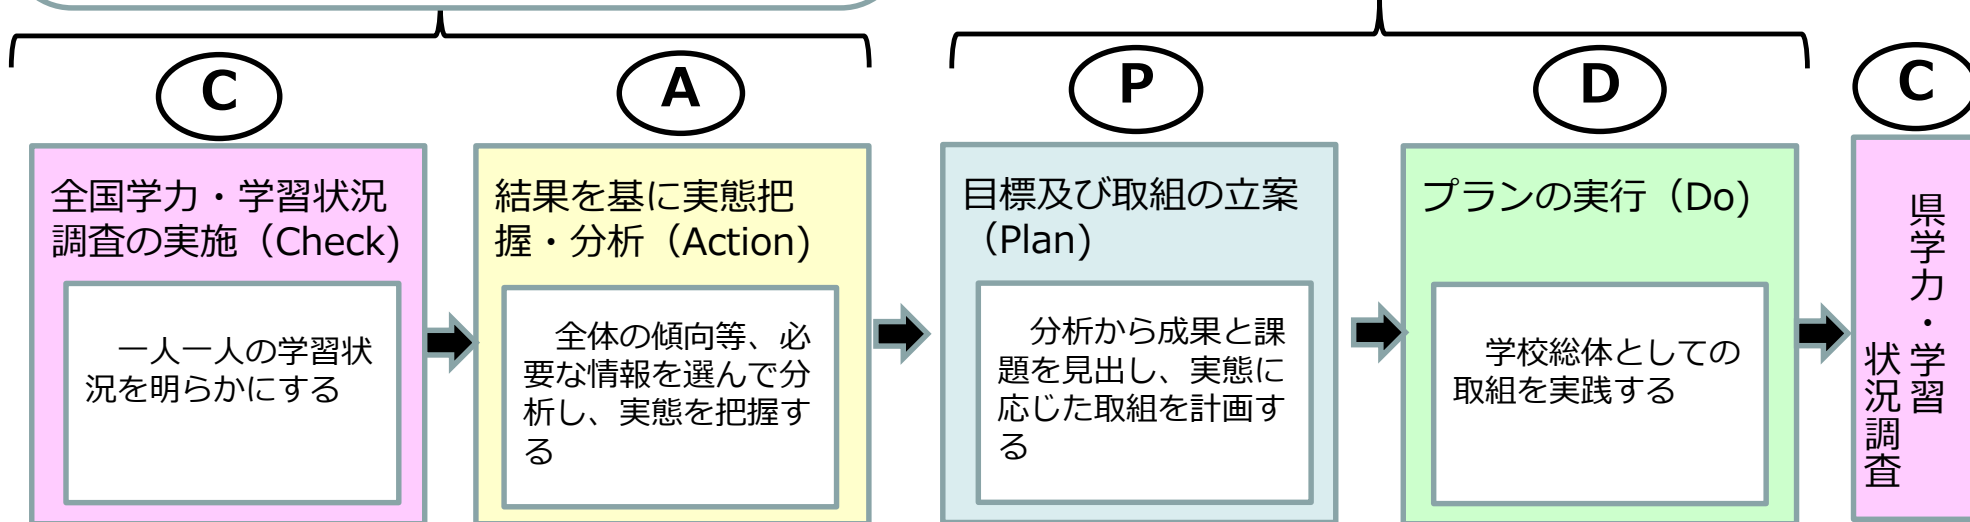 C
全国学力・学習状況
調査の実施（Check)
一人一人の学習状
況を明らかにする
A
結果を基に実態把
握・分析（Action)
全体の傾向等、必
要な情報を選んで分
析し、実態を把握す
る
P
目標及び取組の立案
（Plan)
分析から成果と課
題を見出し、実態に
応じた取組を計画す
る
D
プランの実行（Do)
学校総体としての
取組を実践する
C
県学力・学習
状況調査